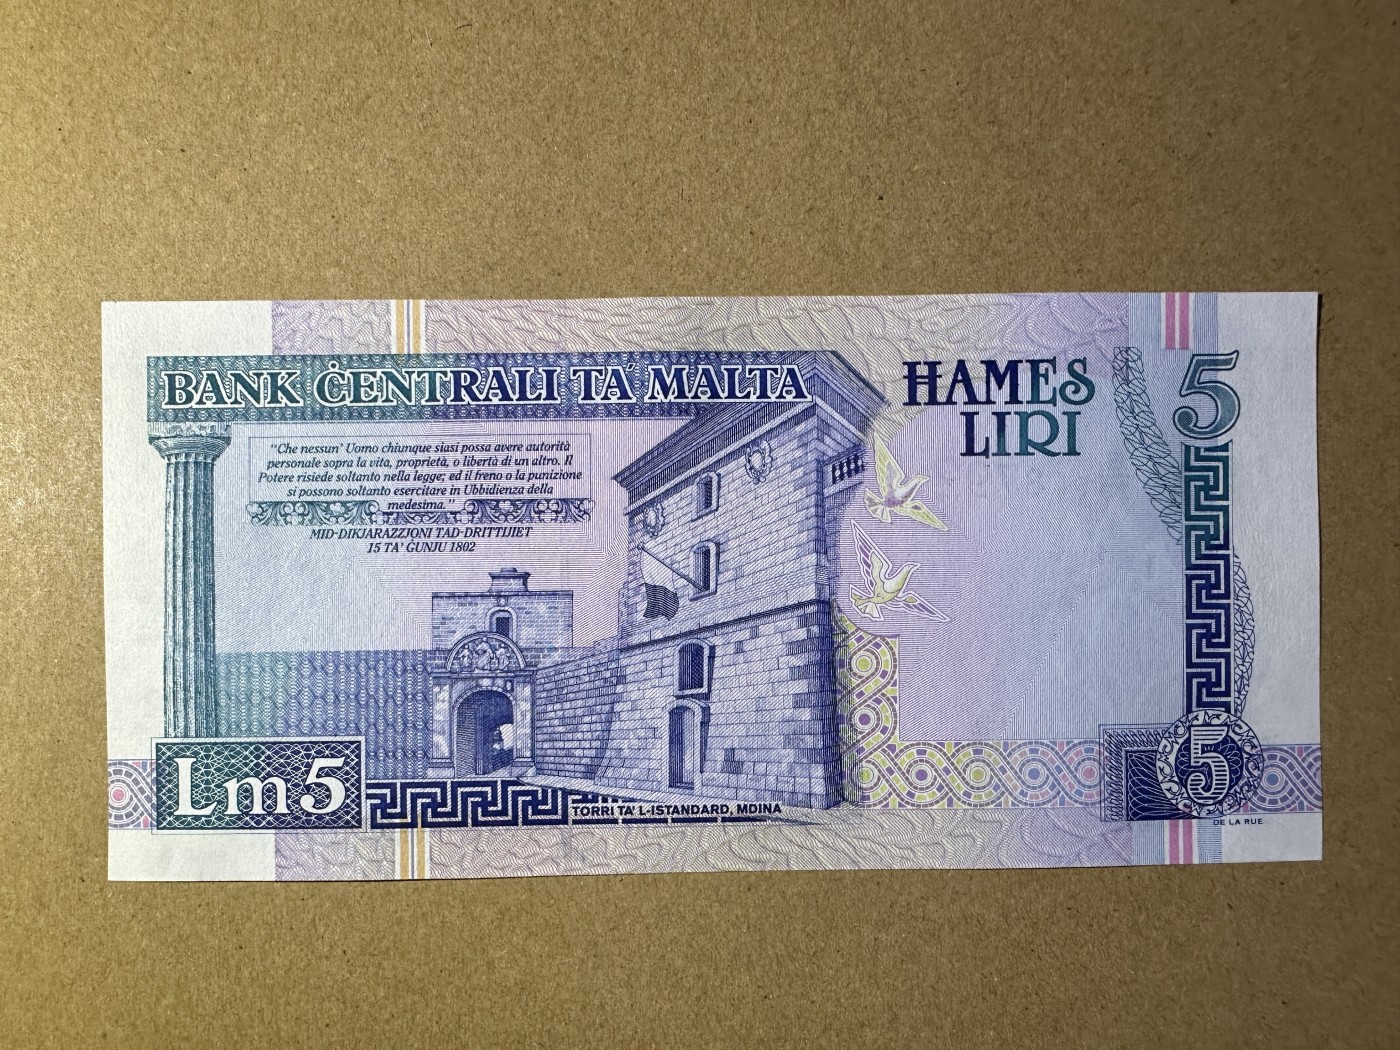 BANK ĊENTRALI TA' MALTA
ĦAMES
LIRI
5
"Che nessun' Uomo chiunque siasi possa avere autorità
personale sopra la vita, proprietà, o libertà di un altro. Il
Potere risiede soltanto nella legge; ed il freno o la punizione
si possono soltanto esercitare in Ubbidienza della
medesima.
MID-DIKJARAZZJONI TAD-DRITTIJIET
15 TA' ĠUNJU 1802
Lm5
TORRI TA' L-ISTANDARD, MDINA
5
DE LA RUE